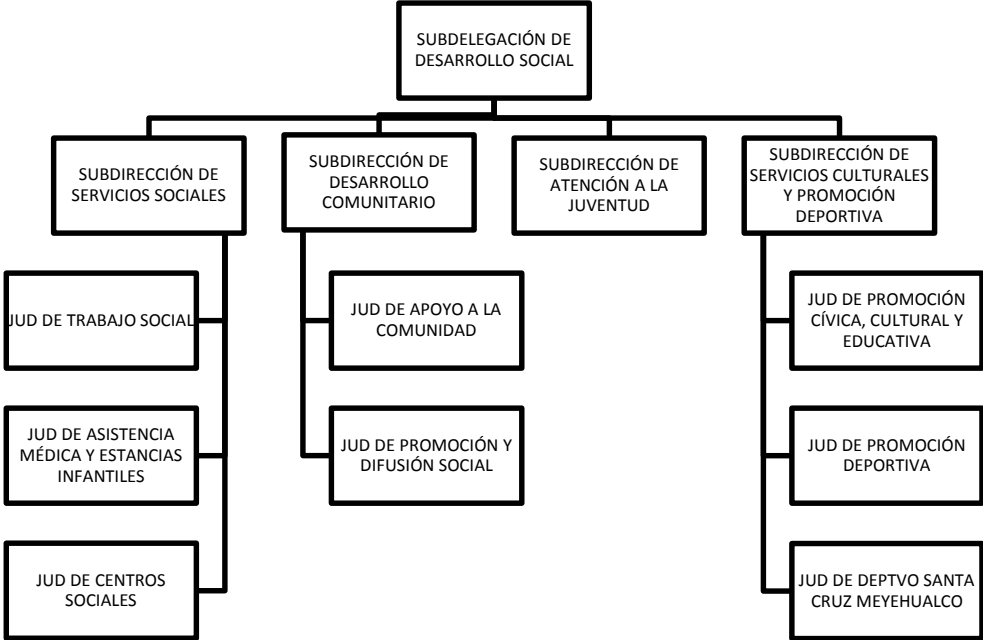 SUBDELEGACIÓN DE
DESARROLLO SOCIAL
SUBDIRECCIÓN DE
SERVICIOS SOCIALES
SUBDIRECCIÓN DE
DESARROLLO
COMUNITARIO
SUBDIRECCIÓN DE
ATENCIÓN A LA
JUVENTUD
SUBDIRECCIÓN DE
SERVICIOS CULTURALES
Y PROMOCIÓN
DEPORTIVA
JUD DE TRABAJO SOCIAL
JUD DE APOYO A LA
COMUNIDAD
JUD DE PROMOCIÓN
CÍVICA, CULTURAL Y
EDUCATIVA
JUD DE ASISTENCIA
MÉDICA Y ESTANCIAS
INFANTILES
JUD DE PROMOCIÓN Y
DIFUSIÓN SOCIAL
JUD DE PROMOCIÓN
DEPORTIVA
JUD DE CENTROS
SOCIALES
JUD DE DEPTVO SANTA
CRUZ MEYEHUALCO